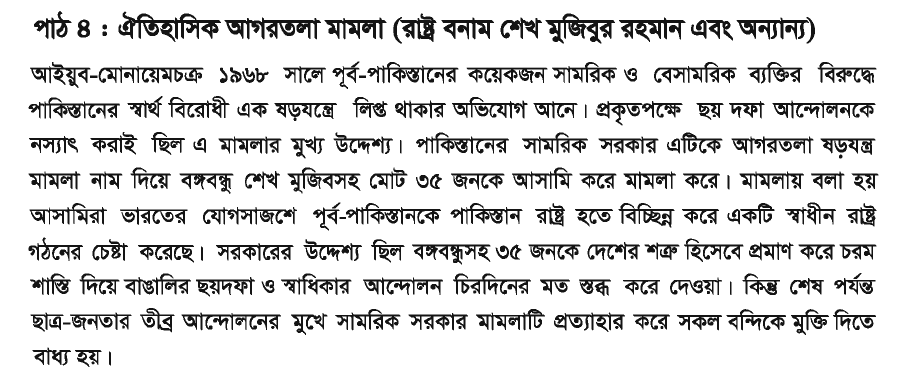 পাঠ ৪ : ঐতিহাসিক আগরতলা মামলা (রাষ্ট্র বনাম শেখ মুজিবুর রহমান এবং অন্যান্য)
আইয়ুব-মোনায়েমচক্র ১৯৬৮ সালে পূর্ব-পাকিস্তানের কয়েকজন সামরিক ও বেসামরিক ব্যক্তির বিরুদ্ধে
পাকিস্তানের স্বার্থ বিরোধী এক ষড়যন্ত্রে লিপ্ত থাকার অভিযোগ আনে। প্রকৃতপক্ষে ছয় দফা আন্দোলনকে
নস্যাৎ করাই ছিল এ মামলার মুখ্য উদ্দেশ্য। পাকিস্তানের সামরিক সরকার এটিকে আগরতলা ষড়যন্ত্র
মামলা নাম দিয়ে বঙ্গবন্ধু শেখ মুজিবসহ মোট ৩৫ জনকে আসামি করে মামলা করে। মামলায় বলা হয়
আসামিরা ভারতের যোগসাজশে পূর্ব-পাকিস্তানকে পাকিস্তান রাষ্ট্র হতে বিচ্ছিন্ন করে একটি স্বাধীন রাষ্ট্র
গঠনের চেষ্টা করেছে। সরকারের উদ্দেশ্য ছিল বঙ্গবন্ধুসহ ৩৫ জনকে দেশের শত্রু হিসেবে প্রমাণ করে চরম
শাস্তি দিয়ে বাঙালির ছয়দফা ও স্বাধিকার আন্দোলন চিরদিনের মত স্তব্ধ করে দেওয়া। কিন্তু শেষ পর্যন্ত
ছাত্র-জনতার তীব্র আন্দোলনের মুখে সামরিক সরকার মামলাটি প্রত্যাহার করে সকল বন্দিকে মুক্তি দিতে
বাধ্য হয়।